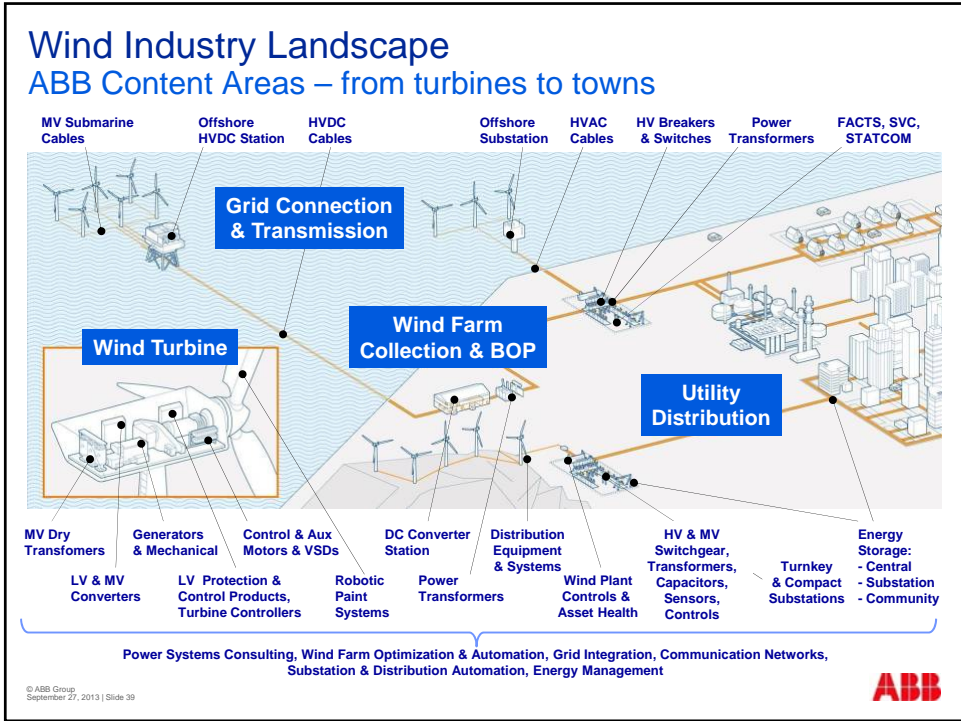 Wind Industry Landscape
ABB Content Areas – from turbines to towns
MV Submarine
Cables
Offshore
HVDC Station
HVDC
Cables
Offshore
Substation
HVAC
Cables
HV Breakers
& Switches
Power
Transformers
FACTS, SVC,
STATCOM
Grid Connection
& Transmission
Wind Turbine
Wind Farm
Collection & BOP
Utility
Distribution
MV Dry
Transfomers
LV & MV
Converters
Generators
& Mechanical
LV Protection &
Control Products,
Turbine Controllers
Control & Aux
Motors & VSDs
Robotic
Paint
Systems
DC Converter
Station
Power
Transformers
Distribution
Equipment
& Systems
Wind Plant
Controls &
Asset Health
HV & MV
Switchgear,
Transformers,
Capacitors,
Sensors,
Controls
Turnkey
& Compact
Substations
Energy
Storage:
- Central
- Substation
- Community
Power Systems Consulting, Wind Farm Optimization & Automation, Grid Integration, Communication Networks,
Substation & Distribution Automation, Energy Management
© ABB Group
September 27, 2013 | Slide 39
ABB